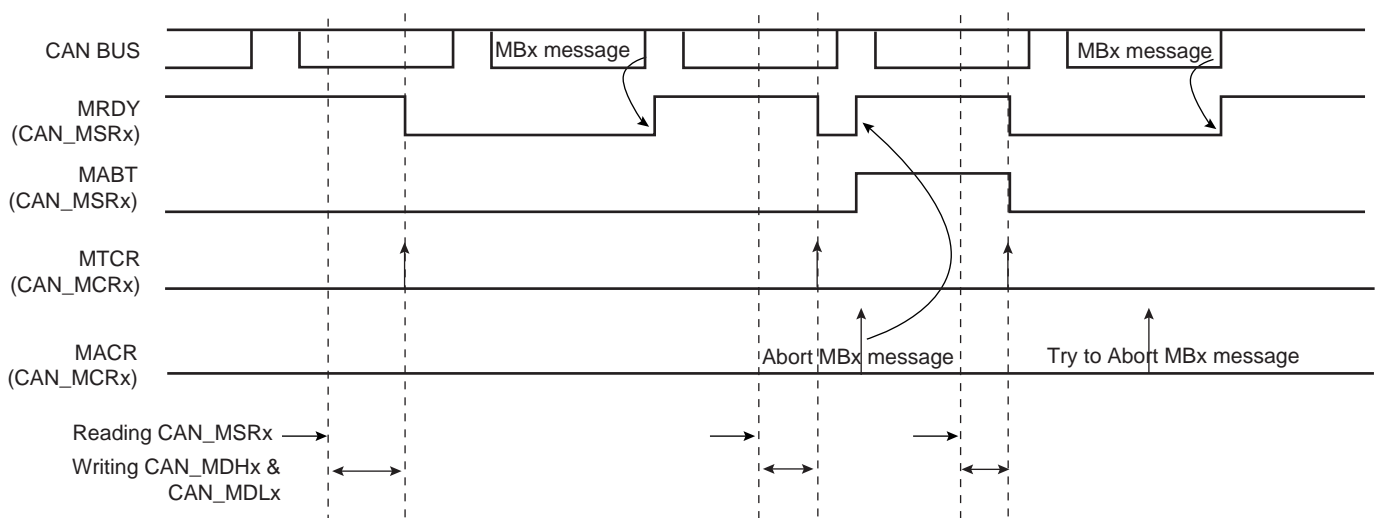 CAN BUS
MBx message
MBx message
MRDY
(CAN_MSRx)
MABT
(CAN_MSRx)
MTCR
(CAN_MCRx)
MACR
(CAN_MCRx)
Abort MBx message
Try to Abort MBx message
Reading CAN_MSRx
Writing CAN_MDHx &
CAN_MDLx